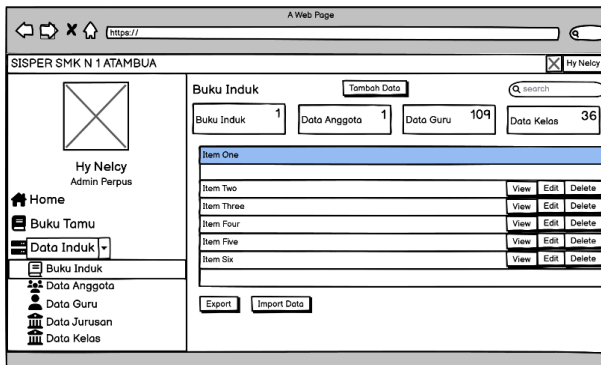 A Web Page
https://
SISPER SMK N 1 ATAMBUA
Hy Nelcy
Hy Nelcy
Admin Perpus
Home
Buku Tamu
Data Induk
Buku Induk
Data Anggota
Data Guru
Data Jurusan
Data Kelas
Buku Induk
Tambah Data
search
Buku Induk 1
Data Anggota 1
Data Guru 109
Data Kelas 36
Item One
Item Two View Edit Delete
Item Three View Edit Delete
Item Four View Edit Delete
Item Five View Edit Delete
Item Six View Edit Delete
Export
Import Data